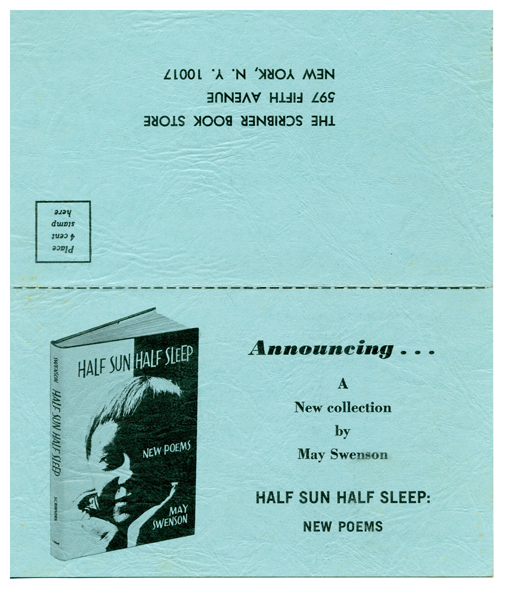 THE SCRIBNER BOOK STORE
597 FIFTH AVENUE
NEW YORK, N. Y. 10017
Place
4 cent
stamp
here
HALF SUN HALF SLEEP
NEW POEMS
MAY
SWENSON
SWENSON HALF SUN HALF SLEEP SCRIBNERS
Announcing . . .
A
New collection
by
May Swenson
HALF SUN HALF SLEEP:
NEW POEMS